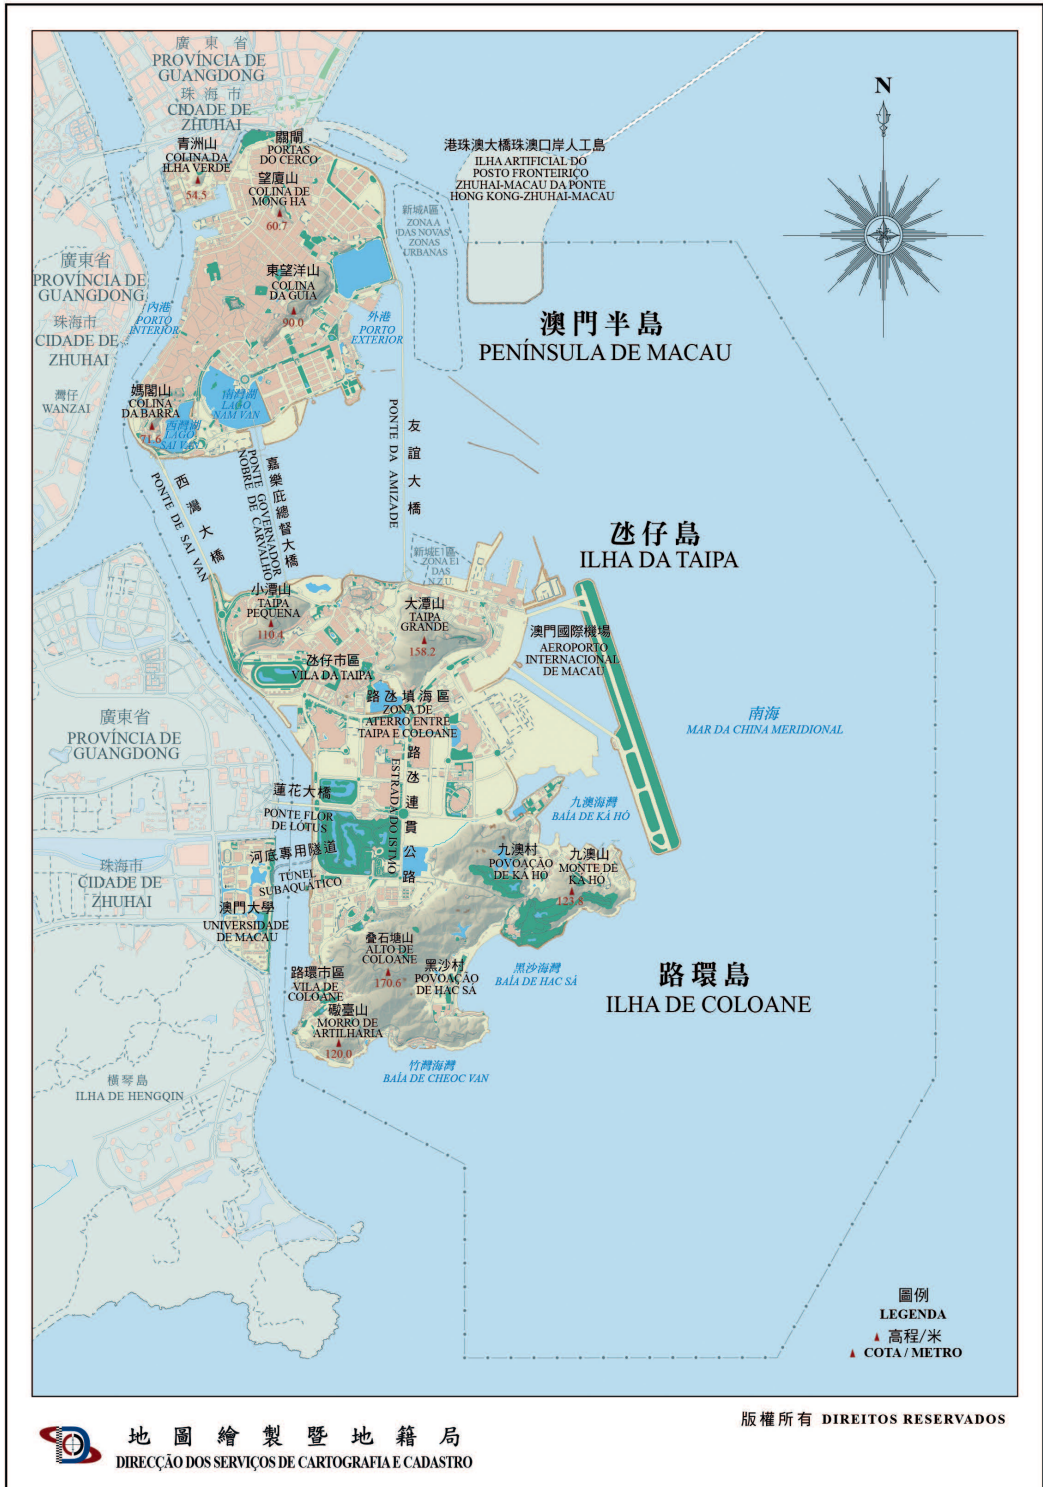 廣東省
PROVÍNCIA DE
GUANGDONG
珠海市
CIDADE DE
ZHUHAI
青洲山
COLINA DA
ILHA VERDE
54.5
關閘
PORTAS
DO CERCO
望廈山
COLINA DE
MONG HÁ
60.7
港珠澳大橋珠澳口岸人工島
ILHA ARTIFICIAL DO
POSTO FRONTEIRIÇO
ZHUHAI-MACAU DA PONTE
HONG KONG-ZHUHAI-MACAU
N
新城A區
ZONA A
DAS NOVAS
ZONAS
URBANAS
廣東省
PROVÍNCIA DE
GUANGDONG
珠海市
CIDADE DE
ZHUHAI
灣仔
WANZAI
內港
PORTO
INTERIOR
東望洋山
COLINA
DA GUIA
90.0
外港
PORTO
EXTERIOR
澳門半島
PENÍNSULA DE MACAU
媽閣山
COLINA
DA BARRA
71.6
南灣湖
LAGO
NAM VAN
西灣湖
LAGO
SAI VAN
西灣大橋
PONTE DE SAI VAN
嘉樂庇總督大橋
PONTE GOVERNADOR
NOBRE DE CARVALHO
友誼大橋
PONTE DA AMIZADE
氹仔島
ILHA DA TAIPA
新城E1區
ZONA E1
DAS
N.Z.U.
小潭山
TAIPA
PEQUENA
110.4
大潭山
TAIPA
GRANDE
158.2
澳門國際機場
AEROPORTO
INTERNACIONAL
DE MACAU
氹仔市區
VILA DA TAIPA
路氹填海區
ZONA DE
ATERRO ENTRE
TAIPA E COLOANE
南海
MAR DA CHINA MERIDIONAL
廣東省
PROVÍNCIA DE
GUANGDONG
路氹連貫公路
ESTRADA DO ISTMO
蓮花大橋
PONTE FLOR
DE LÓTUS
九澳海灣
BAÍA DE KÁ HÓ
河底專用隧道
TÚNEL
SUBAQUÁTICO
九澳村
POVOAÇÃO
DE KÁ HÓ
九澳山
MONTE DE
KÁ HÓ
123.8
珠海市
CIDADE DE
ZHUHAI
澳門大學
UNIVERSIDADE
DE MACAU
叠石塘山
ALTO DE
COLOANE
170.6
黑沙村
POVOAÇÃO
DE HAC SÁ
黑沙海灣
BAÍA DE HAC SÁ
路環島
ILHA DE COLOANE
路環市區
VILA DE
COLOANE
礮臺山
MORRO DE
ARTILHARIA
120.0
竹灣海灣
BAÍA DE CHEOC VAN
橫琴島
ILHA DE HENGQIN
圖例
LEGENDA
高程/米
COTA / METRO
版權所有 DIREITOS RESERVADOS
地圖繪製暨地籍局
DIRECÇÃO DOS SERVIÇOS DE CARTOGRAFIA E CADASTRO